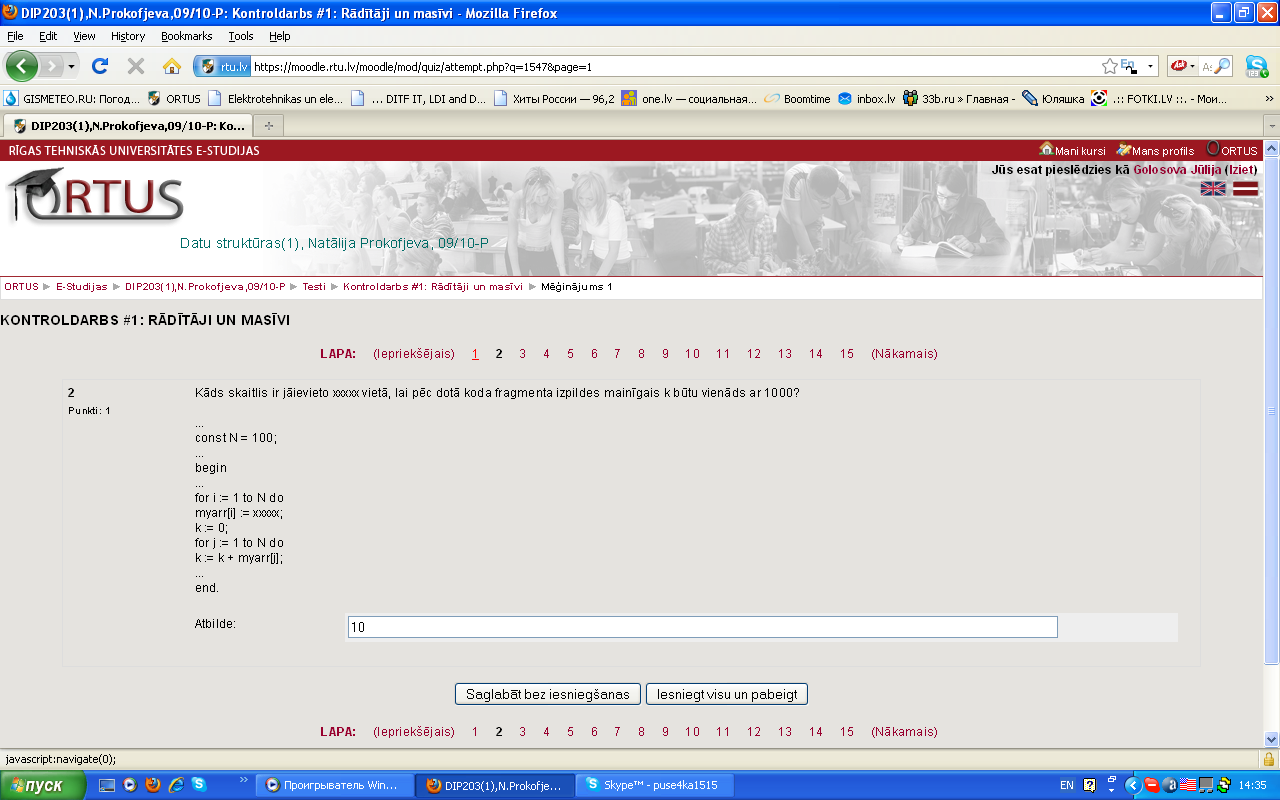 DIP203(1),N.Prokofjeva,09/10-P: Kontroldarbs #1: Rādītāji un masīvi - Mozilla Firefox
File Edit View History Bookmarks Tools Help
rtu.lv https://moodle.rtu.lv/moodle/mod/quiz/attempt.php?q=1547&page=1
GISMETEO.RU: Погод... ORTUS Elektrotehnikas un ele... ... DITF IT, LDI and D... Хиты России — 96,2 one.lv — социальная... Boomtime inbox.lv 33b.ru » Главная - Юляшка .:: FOTKI.LV ::. - Мои... »
DIP203(1),N.Prokofjeva,09/10-P: Ko...
RĪGAS TEHNISKĀS UNIVERSITĀTES E-STUDIJAS Mani kursi Mans profils ORTUS
Jūs esat pieslēdzies kā Golosova Jūlija (Iziet)
ORTUS
Datu struktūras(1), Natālija Prokofjeva, 09/10-P
ORTUS ► E-Studijas ► DIP203(1),N.Prokofjeva,09/10-P ► Testi ► Kontroldarbs #1: Rādītāji un masīvi ► Mēģinājums 1
KONTROLDARBS #1: RĀDĪTĀJI UN MASĪVI
LAPA: (Iepriekšējais) 1 2 3 4 5 6 7 8 9 10 11 12 13 14 15 (Nākamais)
2
Punkti: 1
Kāds skaitlis ir jāievieto xxxxx vietā, lai pēc dotā koda fragmenta izpildes mainīgais k būtu vienāds ar 1000?
...
const N = 100;
...
begin
...
for i := 1 to N do
myarr[i] := xxxxx;
k := 0;
for j := 1 to N do
k := k + myarr[j];
...
end.
Atbilde: 10
Saglabāt bez iesniegšanas Iesniegt visu un pabeigt
LAPA: (Iepriekšējais) 1 2 3 4 5 6 7 8 9 10 11 12 13 14 15 (Nākamais)
javascript:navigate(0);
пуск » Проигрыватель Win... DIP203(1),N.Prokofje... Skype™ - puse4ka1515 EN 14:35